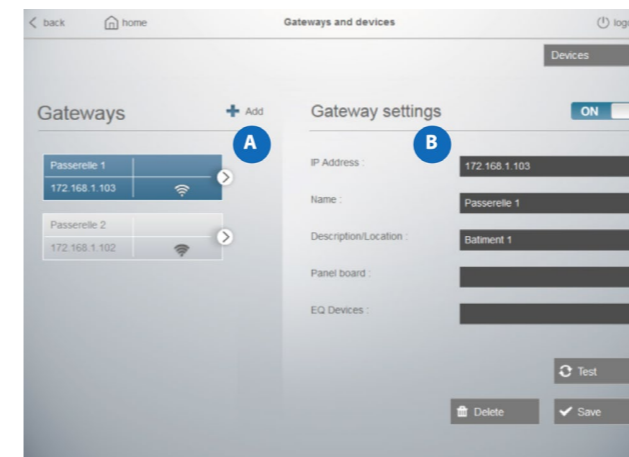 back home Gateways and devices
Devices
Gateways Add
A
Passerelle 1
172.168.1.103
Passerelle 2
172.168.1.102
Gateway settings ON
B
IP Address : 172.168.1.103
Name : Passerelle 1
Description/Location : Batiment 1
Panel board :
EQ Devices :
Test
Delete Save